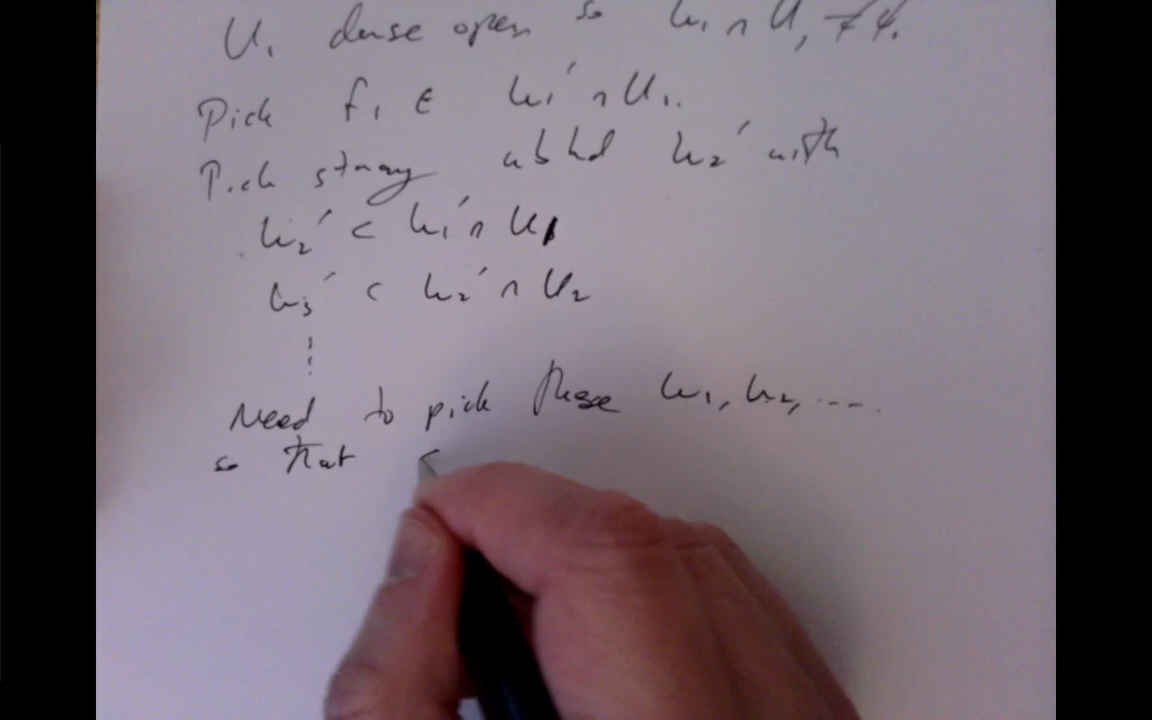 U₁ dense open so W₁ ∩ U₁ ≠ ∅.
Pick f₁ ∈ W₁′ ∩ U₁.
Pick strong nbhd W₂′ with
W₂′ ⊂ W₁′ ∩ U₁
W₃′ ⊂ W₂′ ∩ U₂
⋮
Need to pick these W₁, W₂, ....
so that